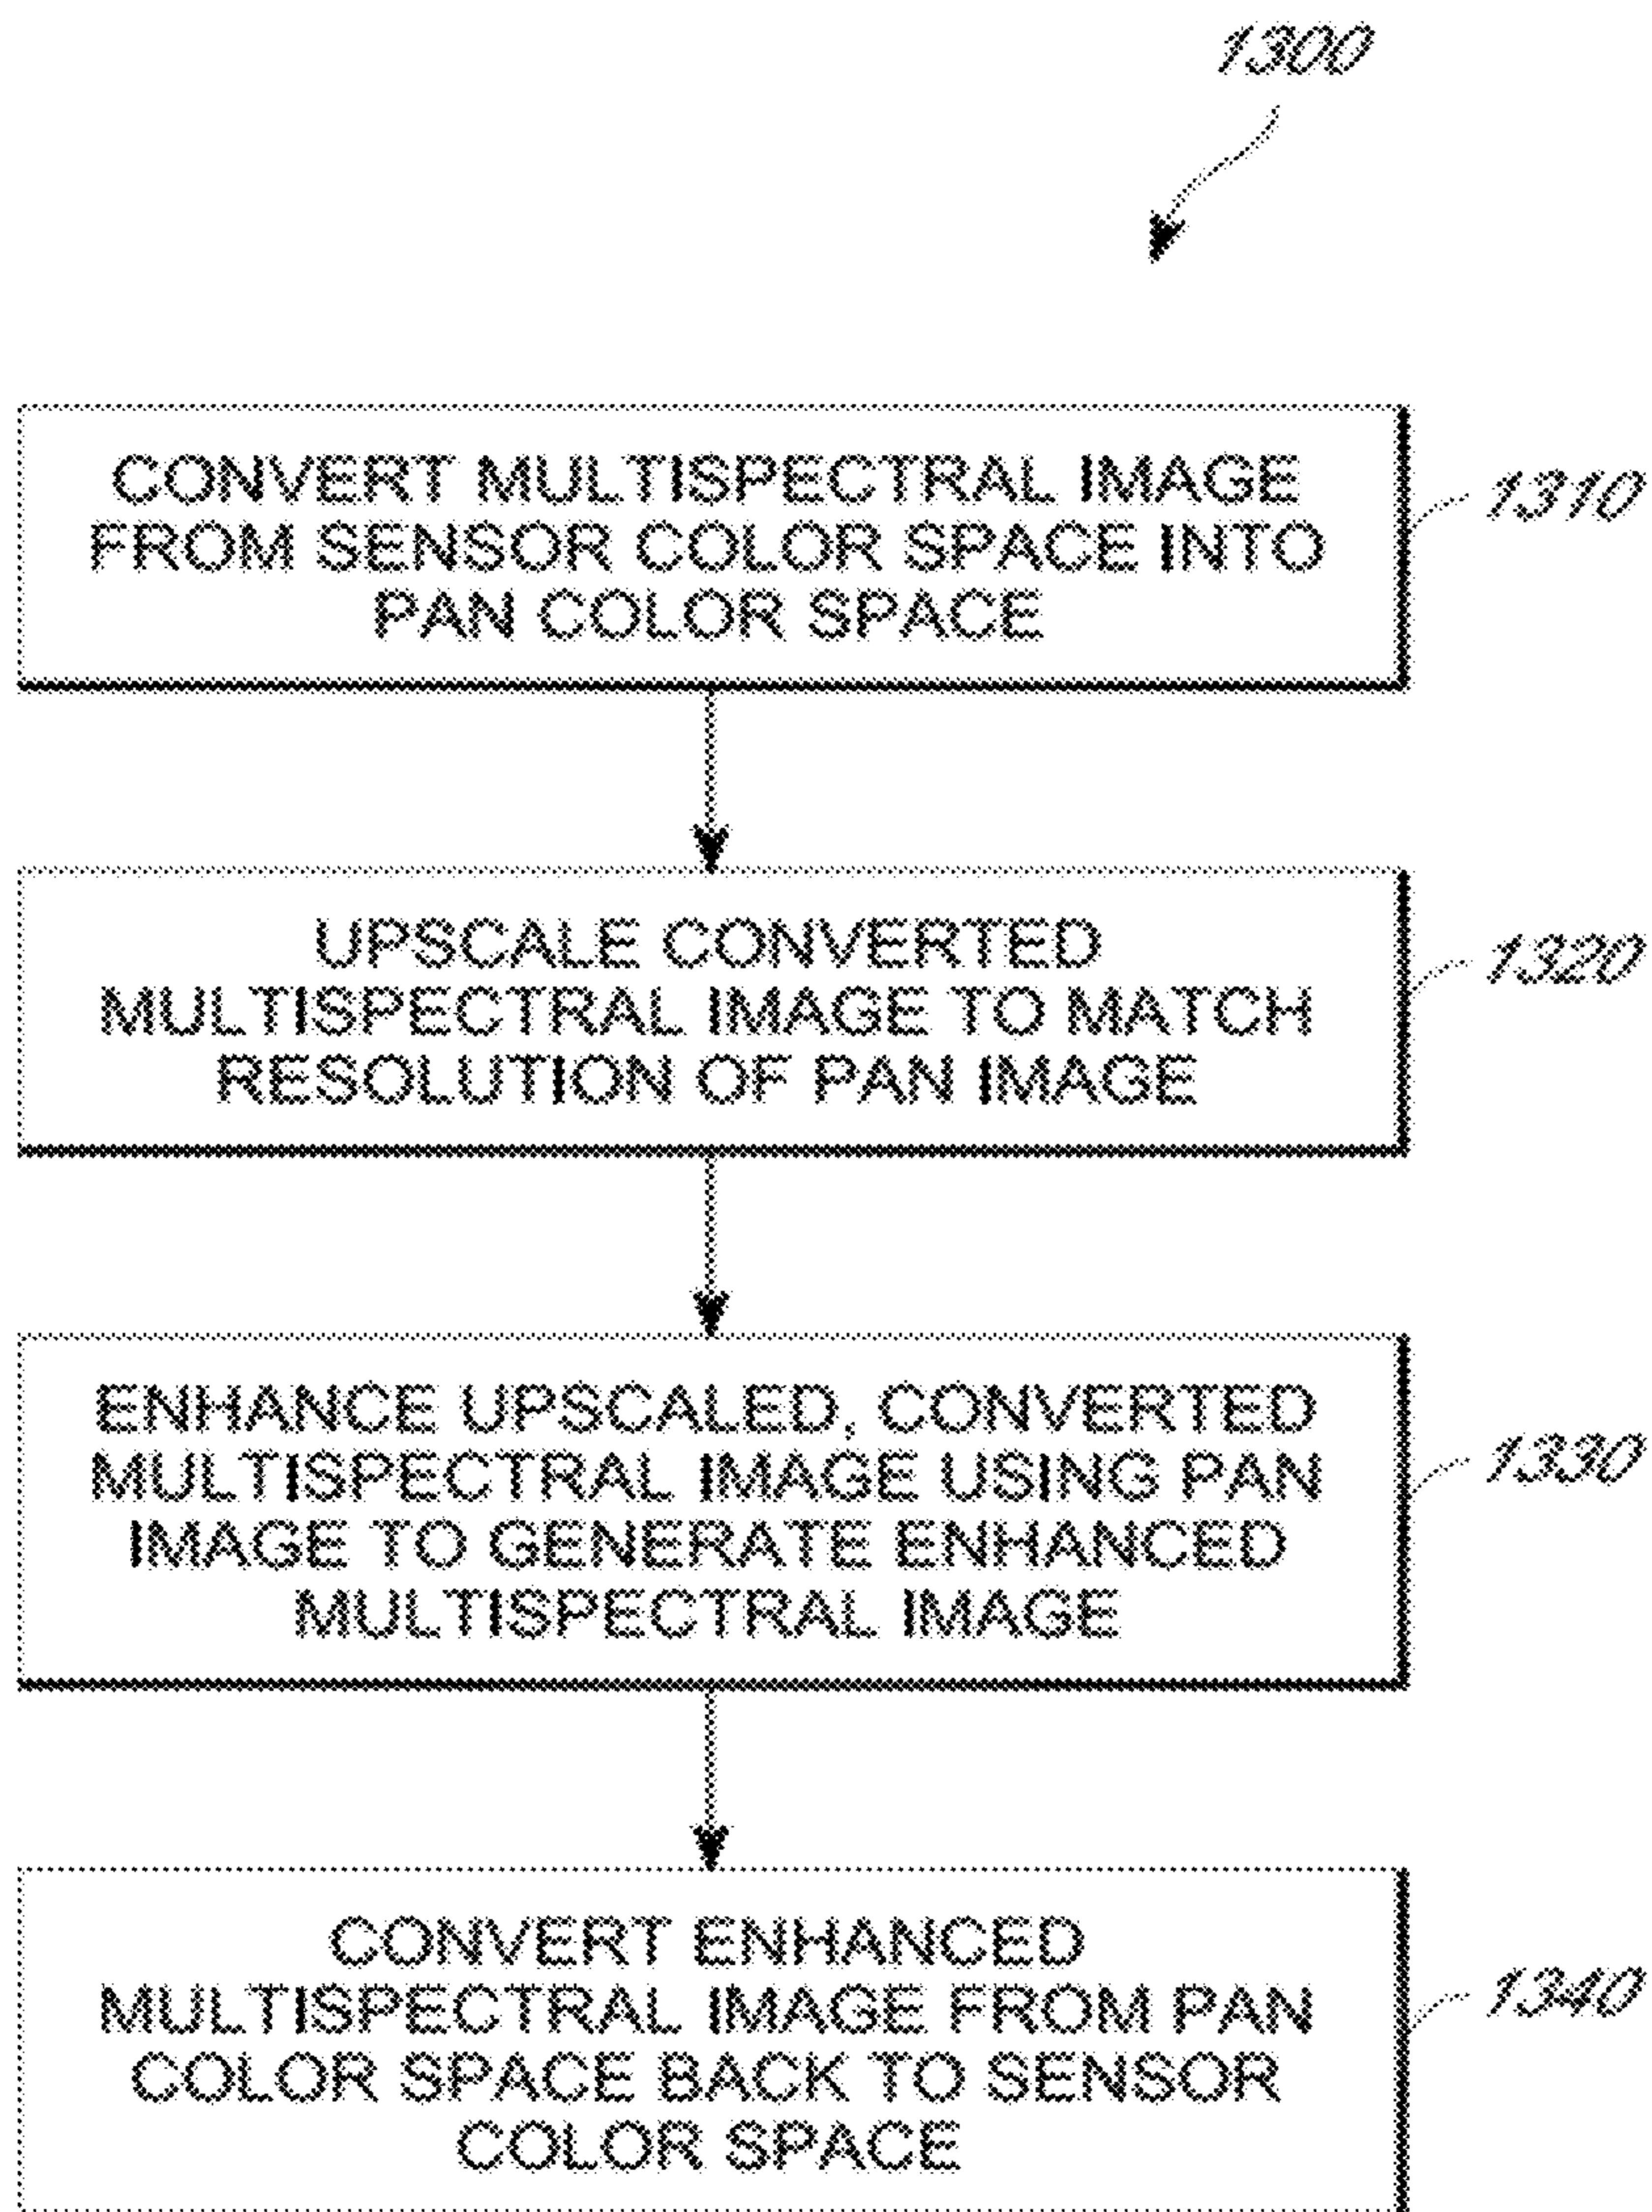 1300
CONVERT MULTISPECTRAL IMAGE
FROM SENSOR COLOR SPACE INTO
PAN COLOR SPACE
1310
UPSCALE CONVERTED
MULTISPECTRAL IMAGE TO MATCH
RESOLUTION OF PAN IMAGE
1320
ENHANCE UPSCALED, CONVERTED
MULTISPECTRAL IMAGE USING PAN
IMAGE TO GENERATE ENHANCED
MULTISPECTRAL IMAGE
1330
CONVERT ENHANCED
MULTISPECTRAL IMAGE FROM PAN
COLOR SPACE BACK TO SENSOR
COLOR SPACE
1340